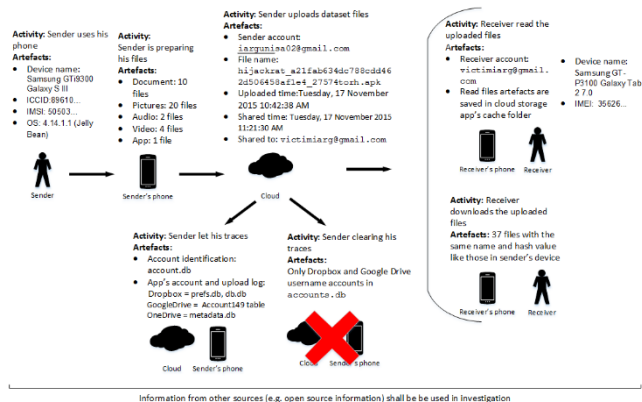 Activity: Sender uses his
phone
Artefacts:
• Device name:
Samsung GTi9300
Galaxy S III
• ICCID:89610...
• IMSI: 50503...
• OS: 4.14.1.1 (Jelly
Bean)
Sender
Activity:
Sender is preparing
his files
Artefacts:
• Document: 10
files
• Pictures: 20 files
• Audio: 2 files
• Video: 4 files
• App: 1 file
Sender's phone
Activity: Sender uploads dataset files
Artefacts:
• Sender account:
iargunisa02@gmail.com
• File name:
hijackrat_a21fab634dc788cdd46
2d506458af1e4_27574torh.apk
• Uploaded time:Tuesday, 17 November
2015 10:42:38 AM
• Shared time: Tuesday, 17 November 2015
11:21:30 AM
• Shared to: victimiarg@gmail.com
Cloud
Activity: Receiver read the
uploaded files
Artefacts:
• Receiver account:
victimiarg@gmail.
com
• Read files artefacts are
saved in cloud storage
app's cache folder
• Device name:
Samsung GT-
P3100 Galaxy Tab
2 7.0
• IMEI: 35626...
Receiver's phone
Receiver
Activity: Receiver
downloads the uploaded
files
Artefacts: 37 files with the
same name and hash value
like those in sender's device
Receiver's phone
Receiver
Activity: Sender let his traces
Artefacts:
• Account identification:
account.db
• App's account and upload log:
Dropbox = prefs.db, db.db
GoogleDrive = Account149 table
OneDrive = metadata.db
Cloud
Sender's phone
Activity: Sender clearing his
traces
Artefacts:
Only Dropbox and Google Drive
username accounts in
accounts.db
Cloud
Sender's phone
Information from other sources (e.g. open source information) shall be be used in investigation